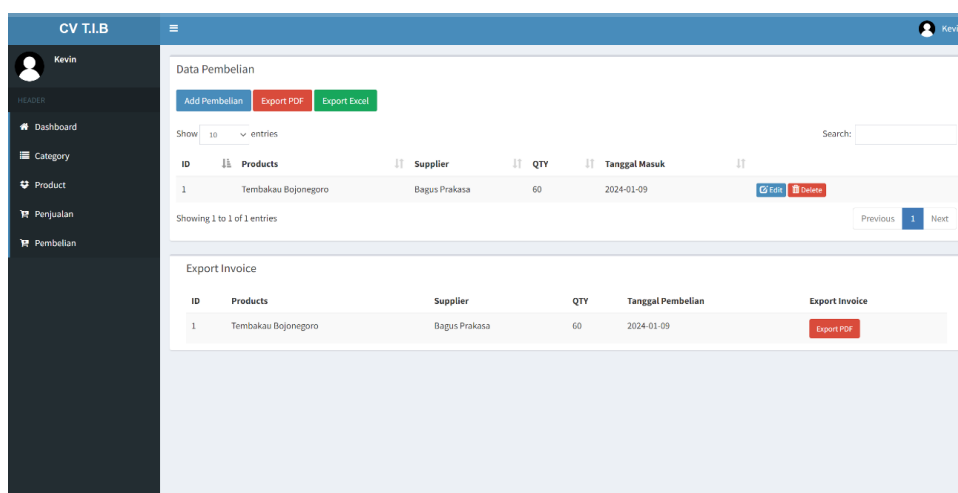 CV T.I.B
Kevi
Kevin
HEADER
Dashboard
Category
Product
Penjualan
Pembelian
Data Pembelian
Add Pembelian Export PDF Export Excel
Show 10 entries Search:
ID Products Supplier QTY Tanggal Masuk
1 Tembakau Bojonegoro Bagus Prakasa 60 2024-01-09 Edit Delete
Showing 1 to 1 of 1 entries Previous 1 Next
Export Invoice
ID Products Supplier QTY Tanggal Pembelian Export Invoice
1 Tembakau Bojonegoro Bagus Prakasa 60 2024-01-09 Export PDF